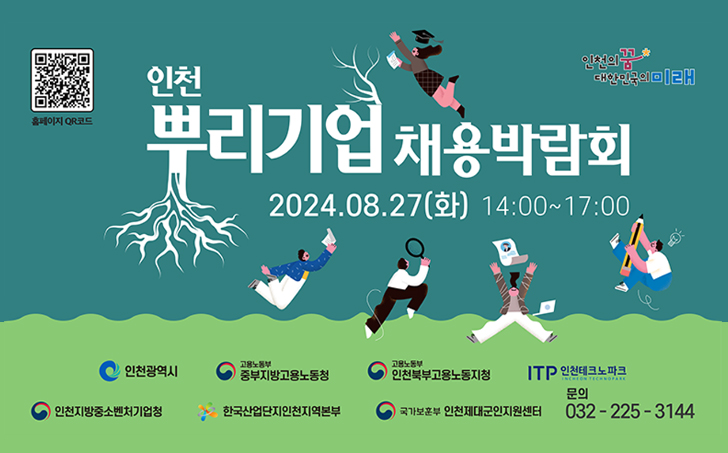 홈페이지 QR코드
인천의 꿈
대한민국의 미래
인천
뿌리기업 채용박람회
2024.08.27(화) 14:00~17:00
인천광역시
고용노동부
중부지방고용노동청
고용노동부
인천북부고용노동지청
ITP 인천테크노파크
INCHEON TECHNOPARK
인천지방중소벤처기업청
한국산업단지인천지역본부
국가보훈부 인천제대군인지원센터
문의
032 - 225 - 3144